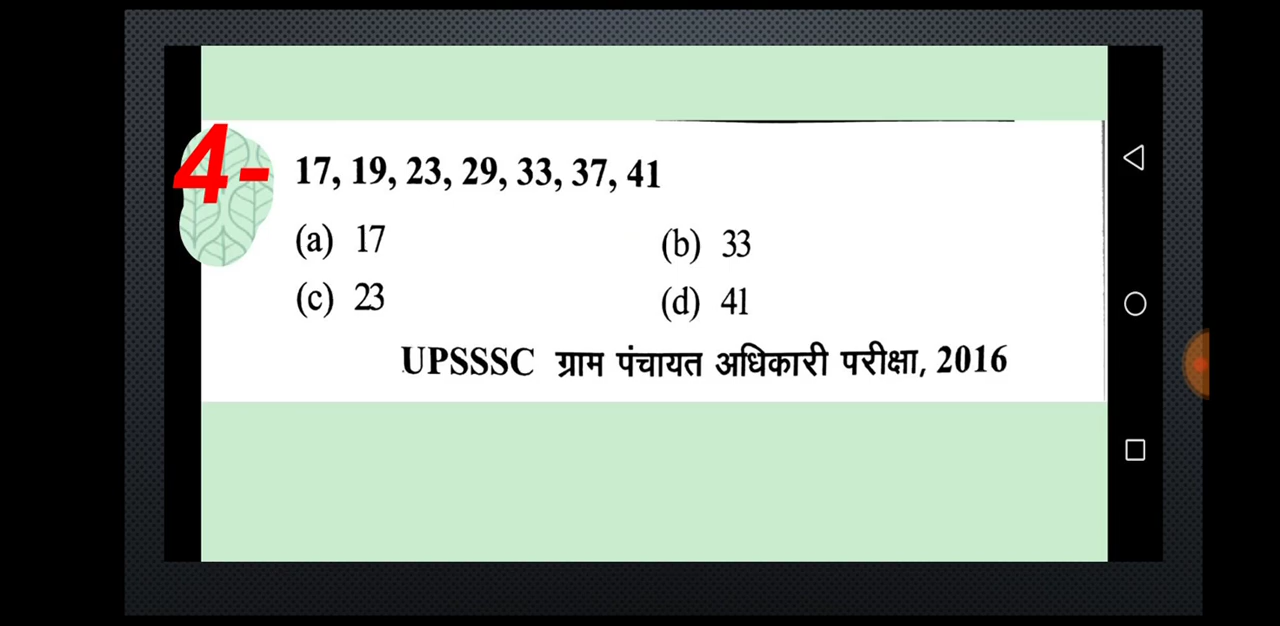 4- 17, 19, 23, 29, 33, 37, 41
(a) 17 (b) 33
(c) 23 (d) 41
UPSSSC ग्राम पंचायत अधिकारी परीक्षा, 2016